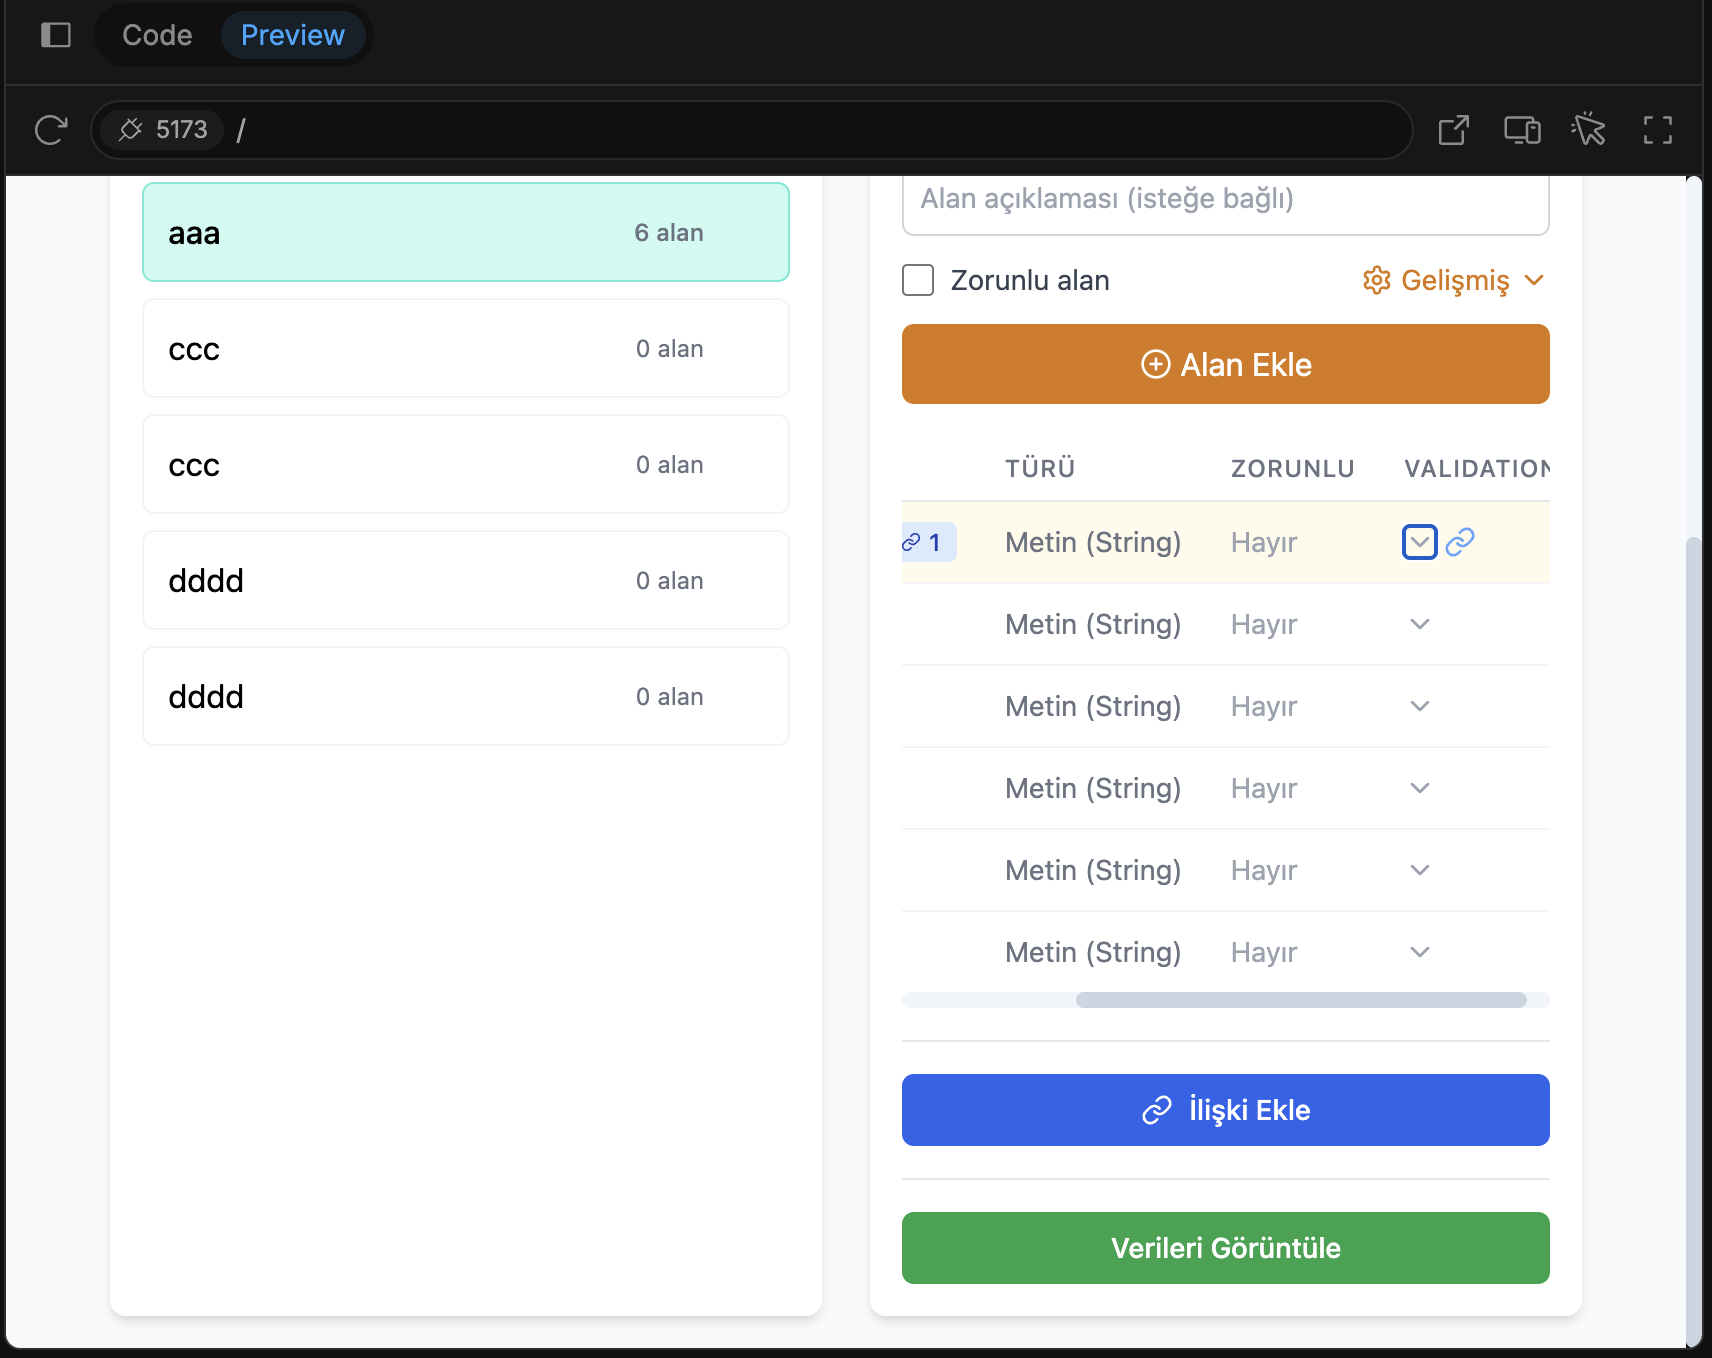 Code Preview
5173 /
aaa 6 alan
ccc 0 alan
ccc 0 alan
dddd 0 alan
dddd 0 alan
Alan açıklaması (isteğe bağlı)
Zorunlu alan Gelişmiş
Alan Ekle
TÜRÜ ZORUNLU VALIDATION
1 Metin (String) Hayır
Metin (String) Hayır
Metin (String) Hayır
Metin (String) Hayır
Metin (String) Hayır
Metin (String) Hayır
İlişki Ekle
Verileri Görüntüle